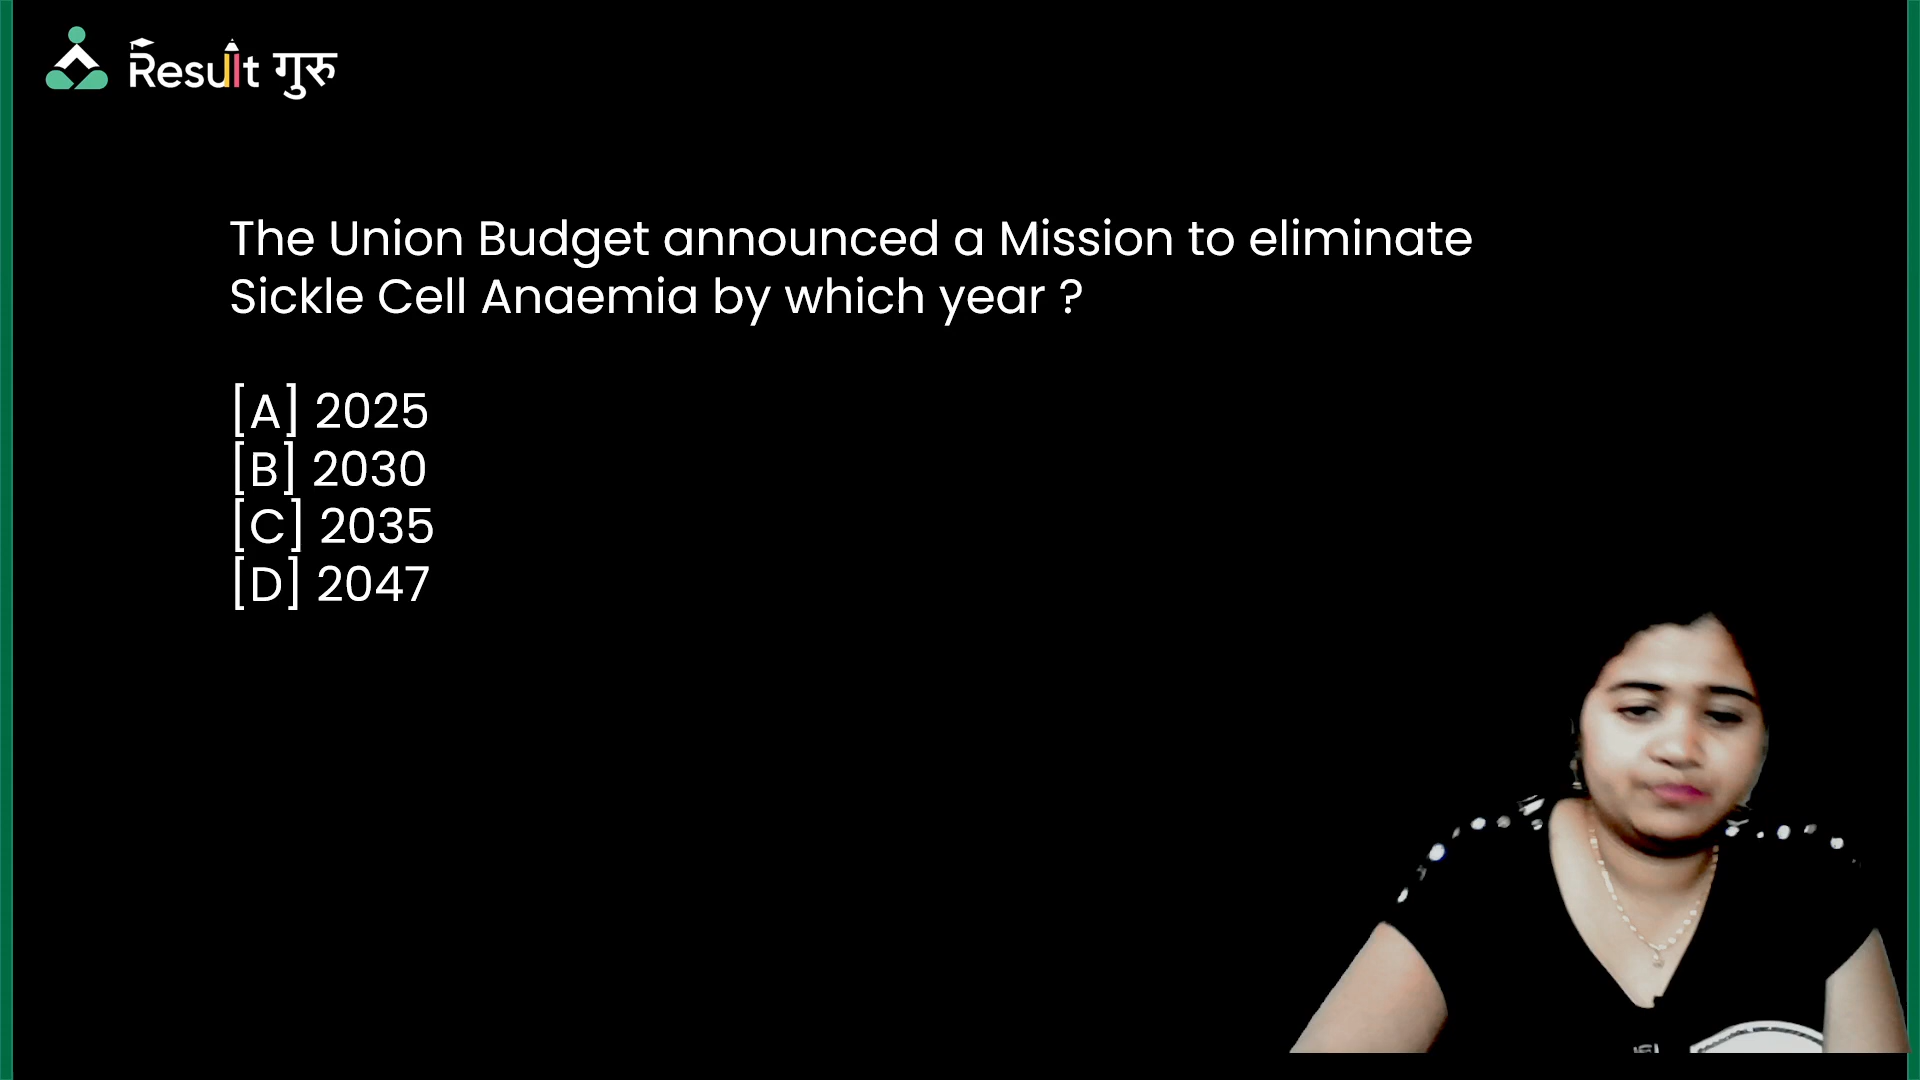 Result गुरु
The Union Budget announced a Mission to eliminate
Sickle Cell Anaemia by which year ?
[A] 2025
[B] 2030
[C] 2035
[D] 2047